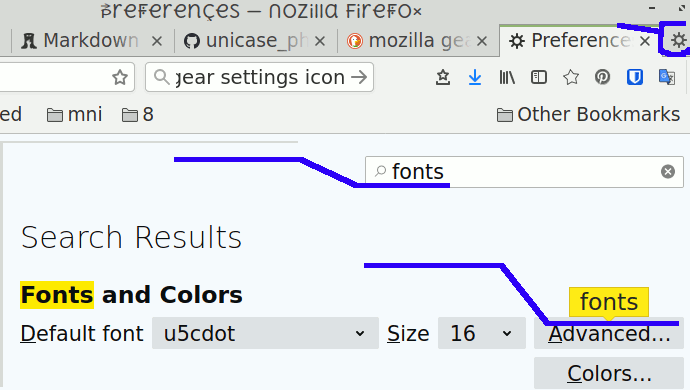 Preferences — Mozilla Firefox
Markdown × unicase_ph × mozilla gea × Preference ×
gear settings icon →
ed mni 8 Other Bookmarks
fonts
Search Results
fonts
Fonts and Colors
Default font u5cdot Size 16 Advanced...
Colors...